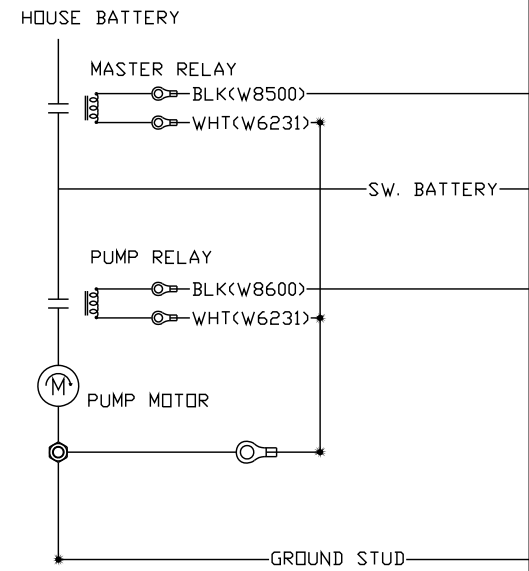 HOUSE BATTERY
MASTER RELAY
BLK(W8500)
WHT(W6231)
SW. BATTERY
PUMP RELAY
BLK(W8600)
WHT(W6231)
M
PUMP MOTOR
GROUND STUD